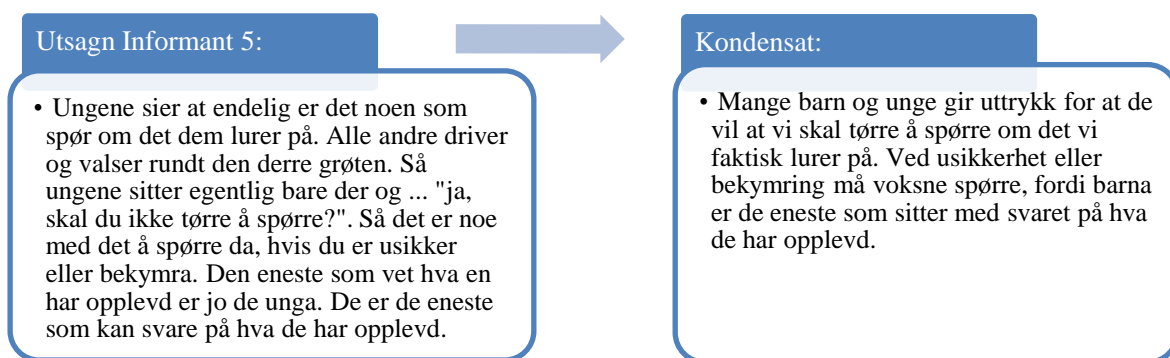 Utsagn Informant 5:
• Ungene sier at endelig er det noen som
spør om det dem lurer på. Alle andre driver
og valser rundt den derre grøten. Så
ungene sitter egentlig bare der og ... "ja,
skal du ikke tørre å spørre?". Så det er noe
med det å spørre da, hvis du er usikker
eller bekymra. Den eneste som vet hva en
har opplevd er jo de unga. De er de eneste
som kan svare på hva de har opplevd.
Kondensat:
• Mange barn og unge gir uttrykk for at de
vil at vi skal tørre å spørre om det vi
faktisk lurer på. Ved usikkerhet eller
bekymring må voksne spørre, fordi barna
er de eneste som sitter med svaret på hva
de har opplevd.